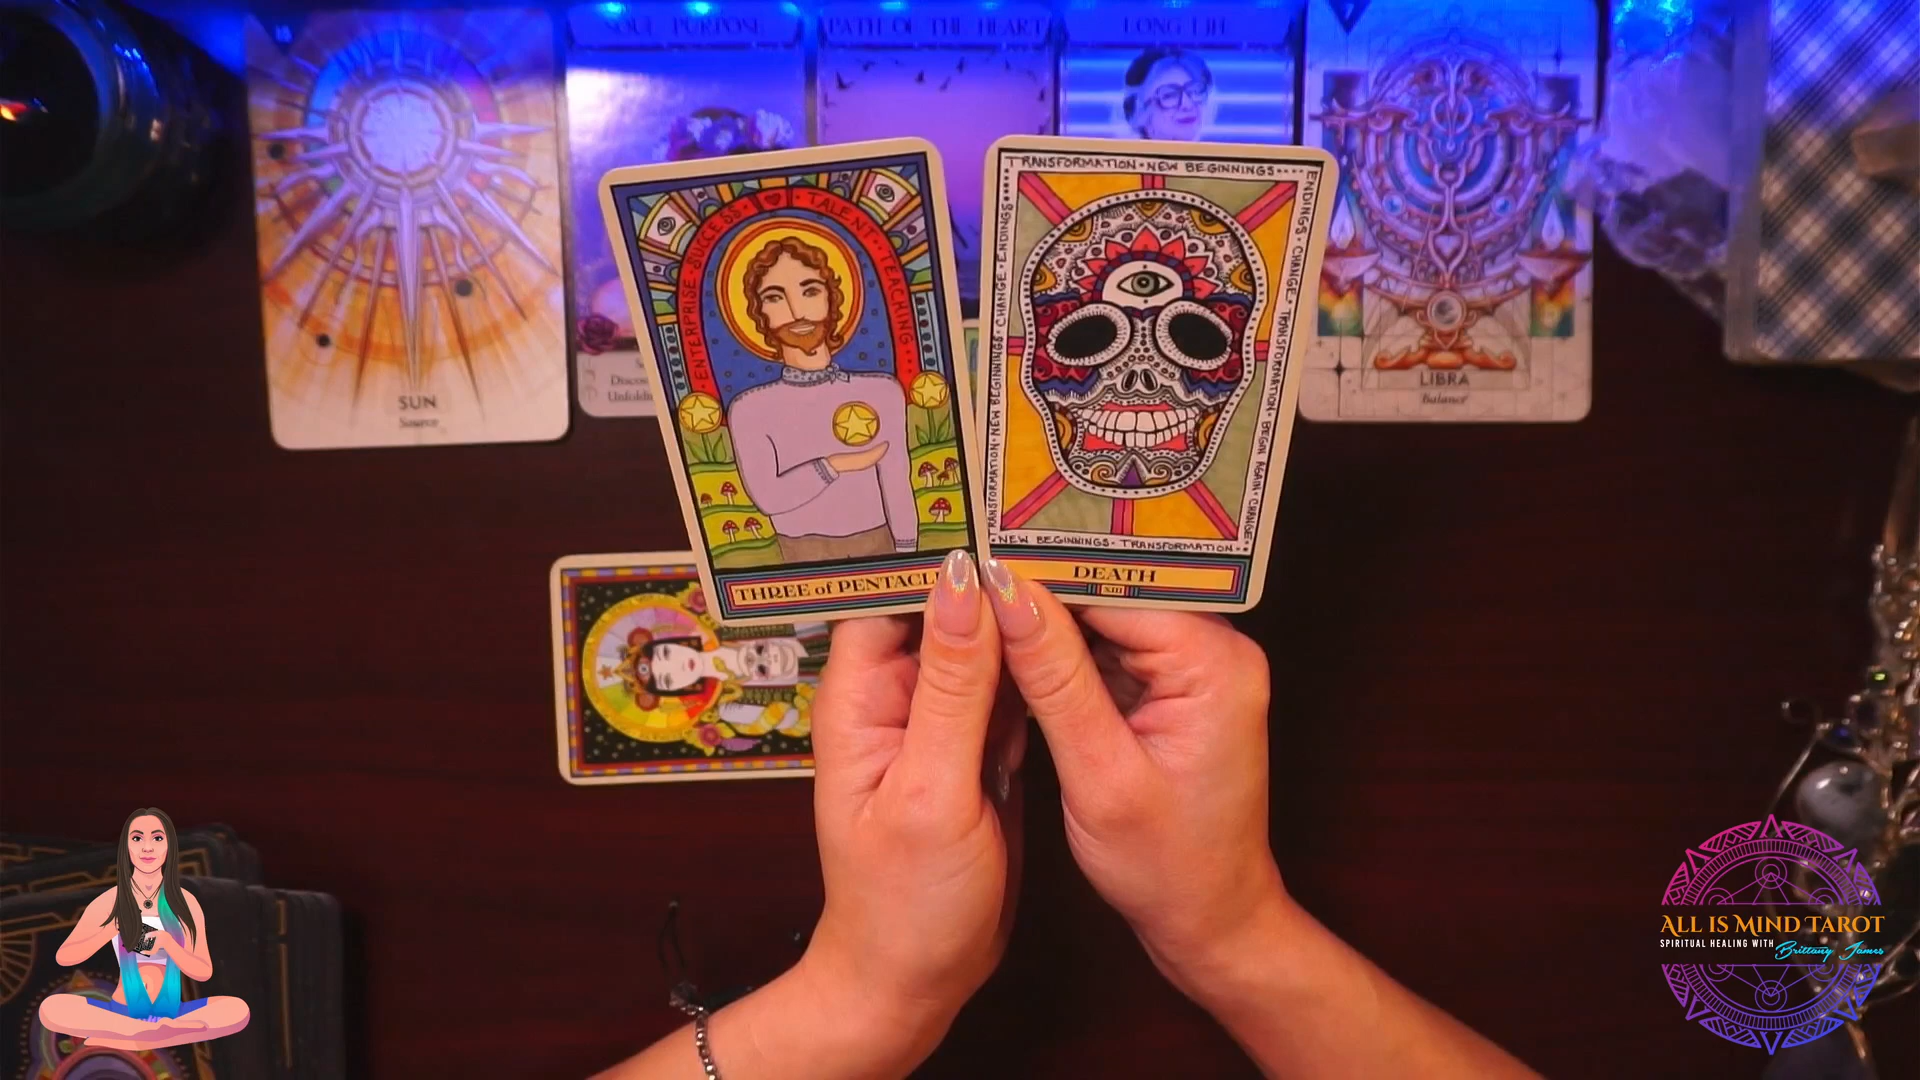 SOUL PURPOSE
PATH OF THE HEART
LONG LIFE
SUN
Source
LIBRA
Balance
ENTERPRISE · SUCCESS · TALENT · TEACHING
THREE of PENTACL
TRANSFORMATION · NEW BEGINNINGS
ENDINGS · CHANGE · TRANSFORMATION · BEGIN AGAIN · CHANGE
NEW BEGINNINGS · TRANSFORMATION
TRANSFORMATION · NEW BEGINNINGS · CHANGE · ENDINGS
DEATH
XIII
ALL IS MIND TAROT
SPIRITUAL HEALING WITH Brittany James